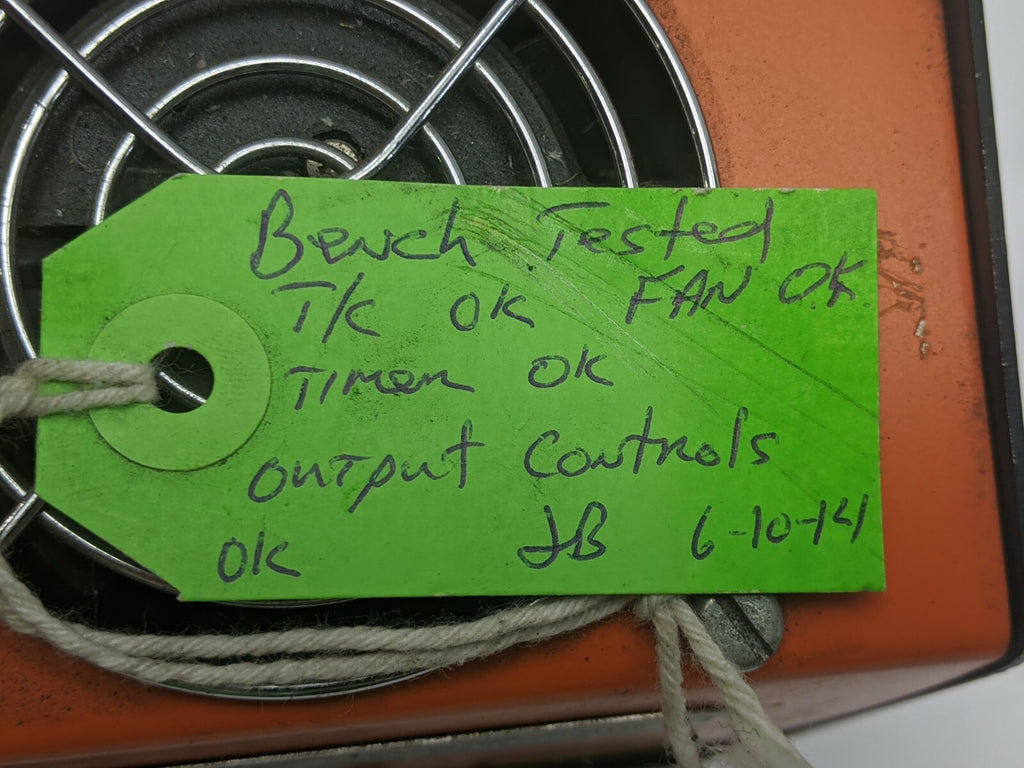 Bench Tested
T/C OK FAN OK.
Timer OK
Output Controls
OK JB 6-10-14